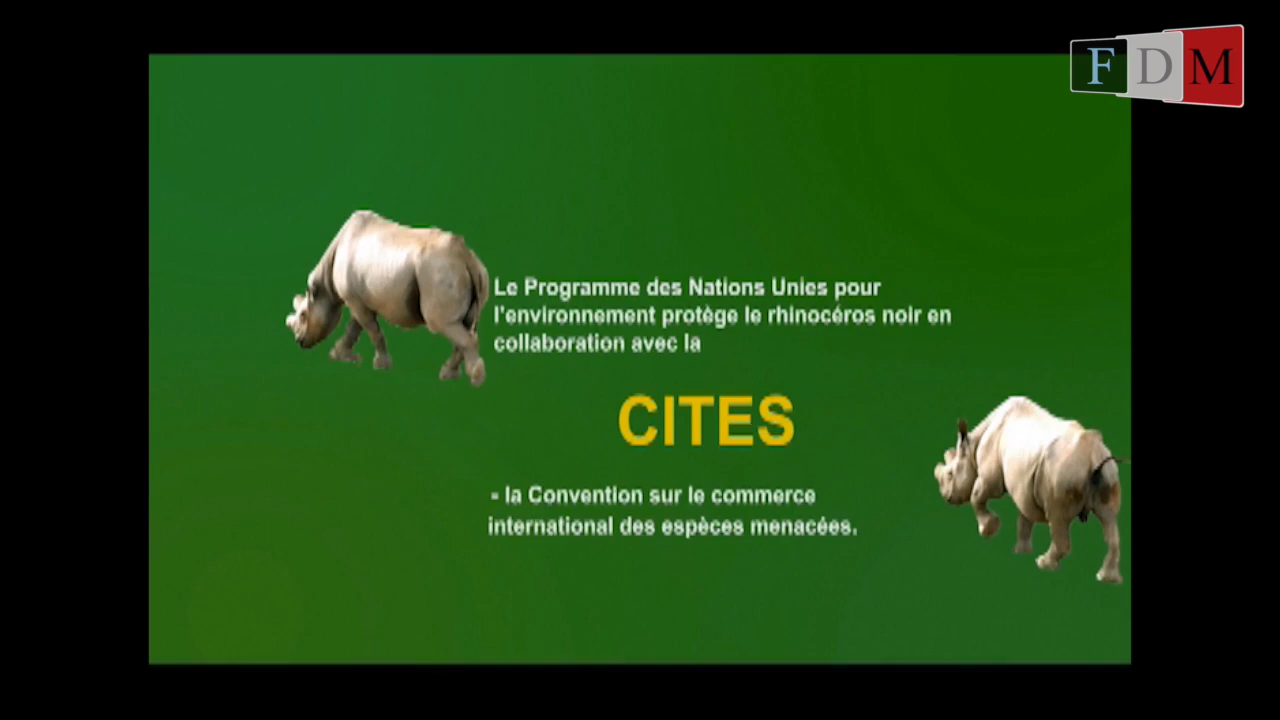 FDM
Le Programme des Nations Unies pour
l'environnement protège le rhinocéros noir en
collaboration avec la
CITES
- la Convention sur le commerce
international des espèces menacées.